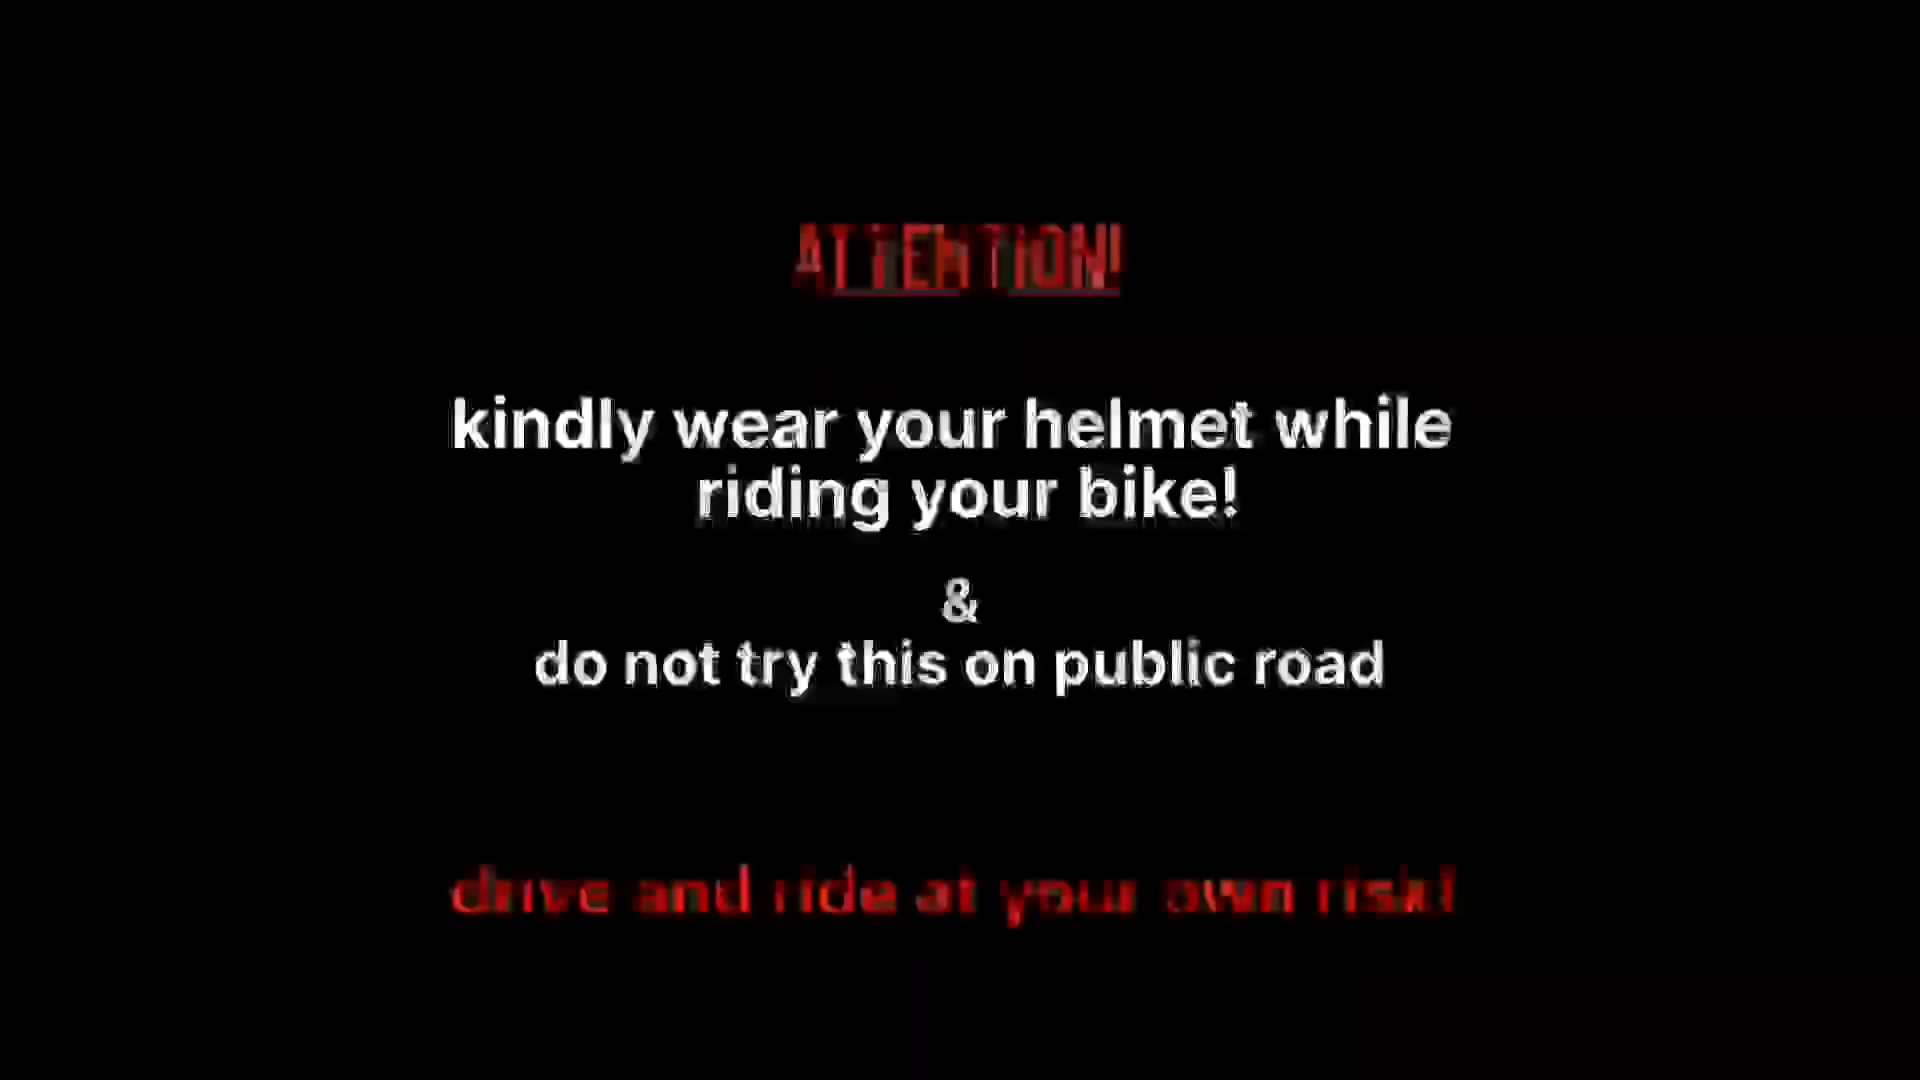 ATTENTION!
kindly wear your helmet while
riding your bike!
&
do not try this on public road
drive and ride at your own risk!